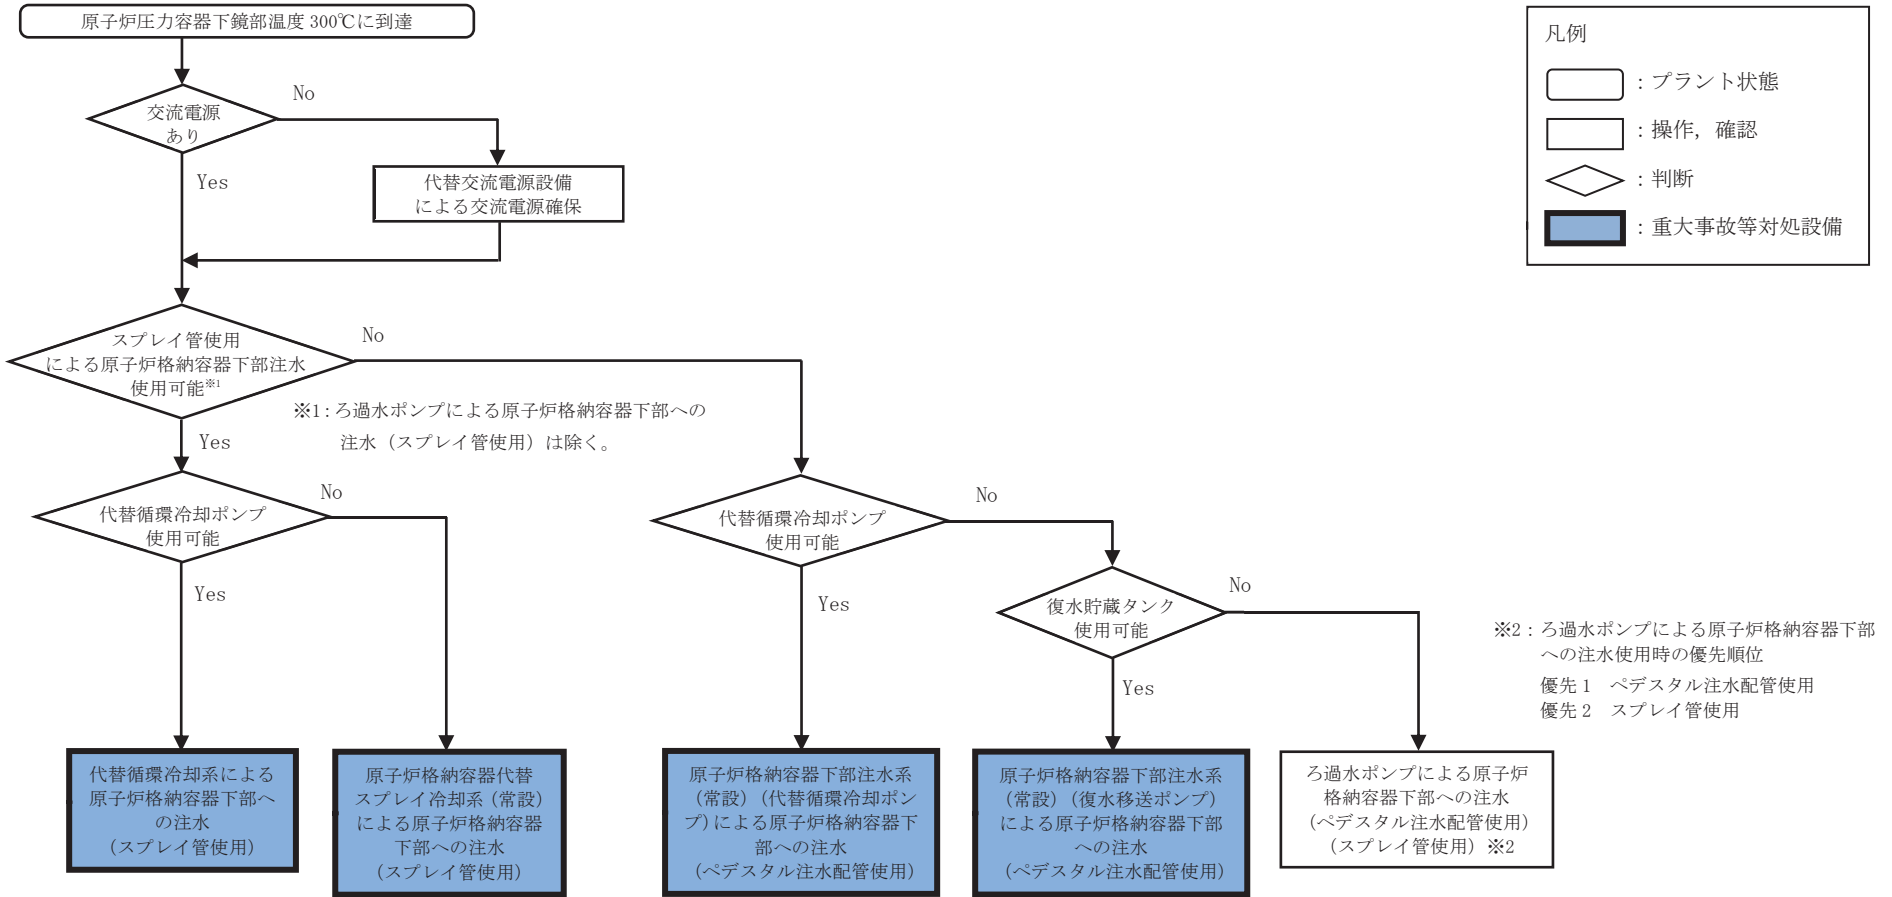 原子炉圧力容器下鏡部温度 300℃に到達
交流電源
あり
No
Yes
代替交流電源設備
による交流電源確保
スプレイ管使用
による原子炉格納容器下部注水
使用可能※1
No
Yes
※1:ろ過水ポンプによる原子炉格納容器下部への
注水（スプレイ管使用）は除く。
代替循環冷却ポンプ
使用可能
No
Yes
代替循環冷却ポンプ
使用可能
No
Yes
復水貯蔵タンク
使用可能
No
Yes
代替循環冷却系による
原子炉格納容器下部へ
の注水
（スプレイ管使用）
原子炉格納容器代替
スプレイ冷却系（常設）
による原子炉格納容器
下部への注水
（スプレイ管使用）
原子炉格納容器下部注水系
（常設）（代替循環冷却ポン
プ）による原子炉格納容器下
部への注水
（ペデスタル注水配管使用）
原子炉格納容器下部注水系
（常設）（復水移送ポンプ）
による原子炉格納容器下部
への注水
（ペデスタル注水配管使用）
ろ過水ポンプによる原子炉
格納容器下部への注水
（ペデスタル注水配管使用）
（スプレイ管使用）※2
※2：ろ過水ポンプによる原子炉格納容器下部
への注水使用時の優先順位
優先1　ペデスタル注水配管使用
優先2　スプレイ管使用
凡例
：プラント状態
：操作，確認
：判断
：重大事故等対処設備